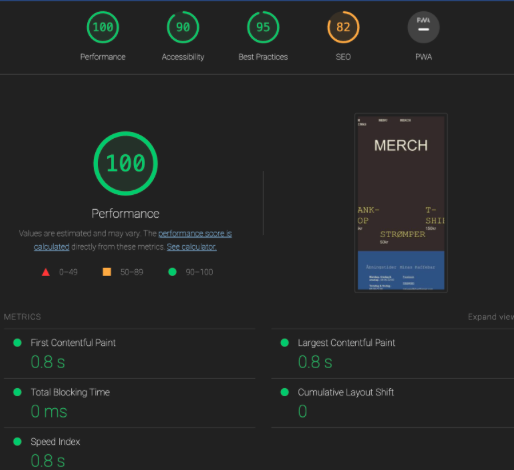 100
90
95
82
PWA
Performance
Accessibility
Best Practices
SEO
PWA
100
Performance
Values are estimated and may vary. The performance score is
calculated directly from these metrics. See calculator.
0–49
50–89
90–100
MERCH
ANK-
OP
T-
SHI
STRØMPER
METRICS
Expand view
First Contentful Paint
0.8 s
Largest Contentful Paint
0.8 s
Total Blocking Time
0 ms
Cumulative Layout Shift
0
Speed Index
0.8 s